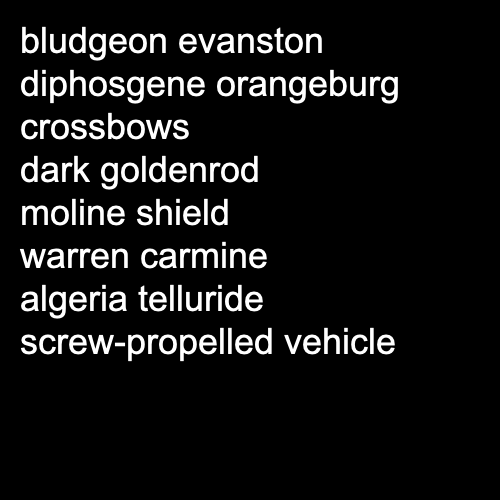 bludgeon evanston
diphosgene orangeburg
crossbows
dark goldenrod
moline shield
warren carmine
algeria telluride
screw-propelled vehicle